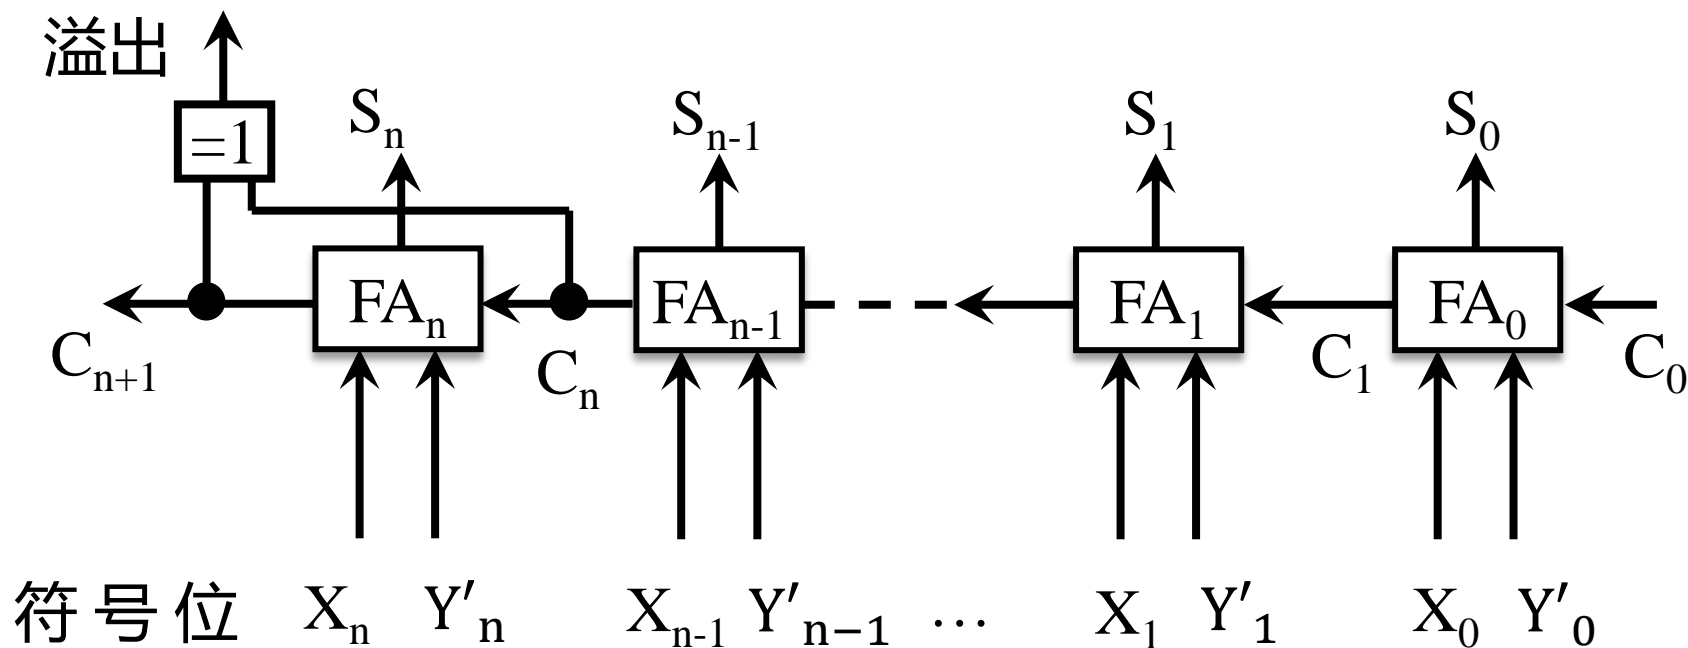 溢出
=1
Sₙ Sₙ₋₁ S₁ S₀
FAₙ FAₙ₋₁ FA₁ FA₀
Cₙ₊₁ Cₙ C₁ C₀
符号位 Xₙ Y′ₙ Xₙ₋₁ Y′ₙ₋₁ … X₁ Y′₁ X₀ Y′₀